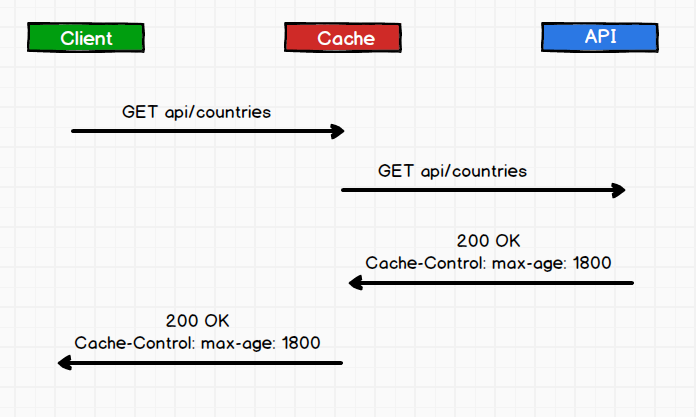 Client
Cache
API
GET api/countries
GET api/countries
200 OK
Cache-Control: max-age: 1800
200 OK
Cache-Control: max-age: 1800